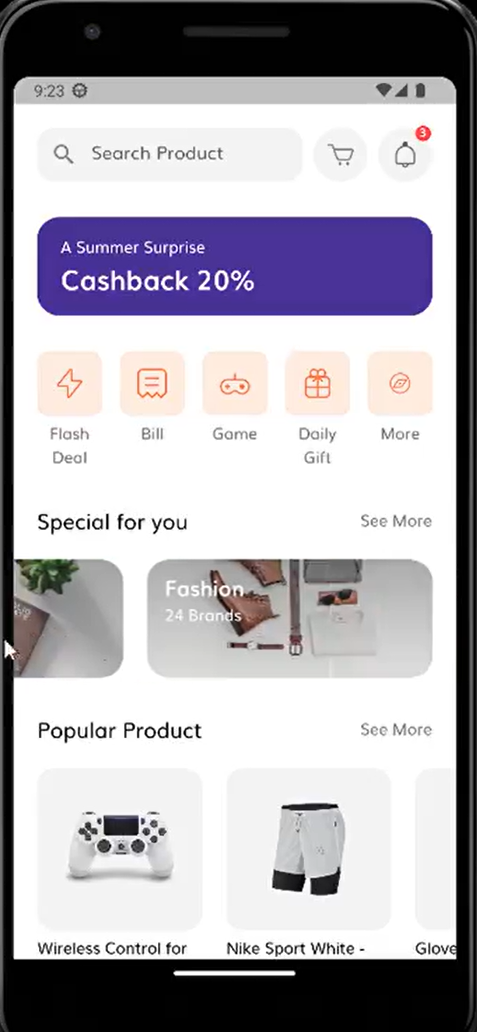 9:23
Search Product
3
A Summer Surprise
Cashback 20%
Flash Deal
Bill
Game
Daily Gift
More
Special for you
See More
Fashion
24 Brands
Popular Product
See More
Wireless Control for
Nike Sport White -
Glove